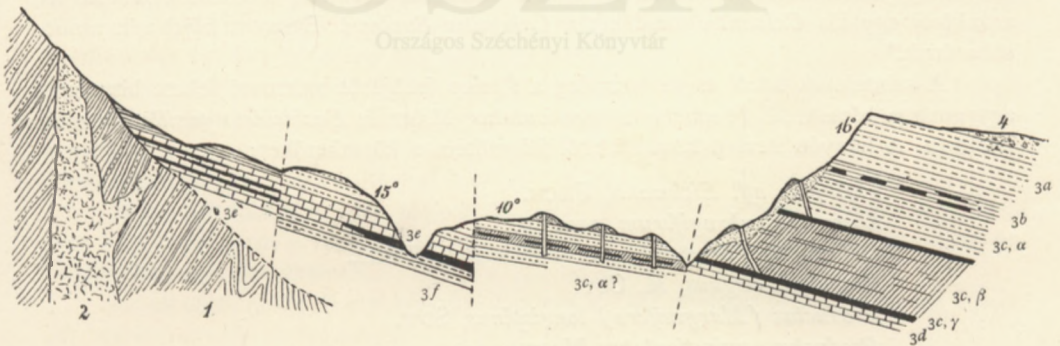 OSZK
Országos Széchényi Könyvtár
16°
4
15°
10°
3a
3e
3e
3b
3c, α
3f
3c, α ?
3c, β
2
1.
3c, γ
3d